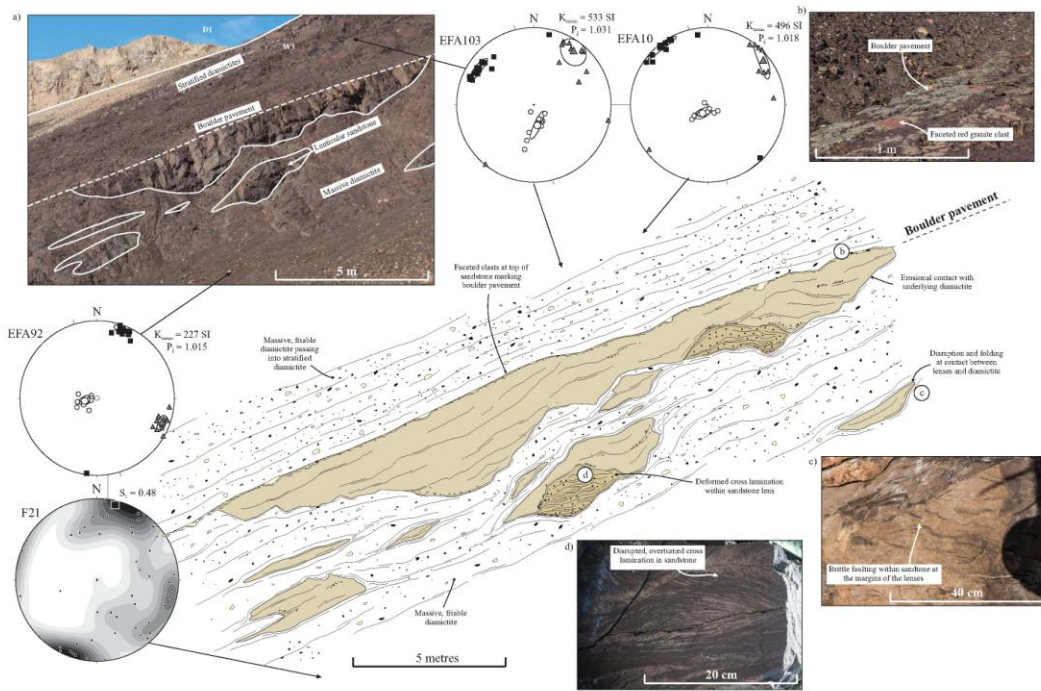 a)
D1
W1
Stratified diamictites
Boulder pavement
Lenticular sandstone
Massive diamictite
5 m
N
EFA103
= 533 SI
Pj = 1.031
N
EFA10
= 496 SI
Pj = 1.018
b)
Boulder pavement
Faceted red granite clast
1 m
Boulder pavement
Faceted clasts at top of
sandstone marking
boulder pavement
b
Erosional contact with
underlying diamictite
N
EFA92
= 227 SI
Pj = 1.015
Massive, friable
diamictite passing
into stratified
diamictite
Disruption and folding
at contact between
lenses and diamictite
c
d
Deformed cross lamination
within sandstone lens
N
F21
= 0.48
c)
Brittle faulting within sandtone at
the margins of the lenses
40 cm
d)
Disrupted, overturned cross
lamination in sandstone
20 cm
Massive, friable
diamictite
5 metres